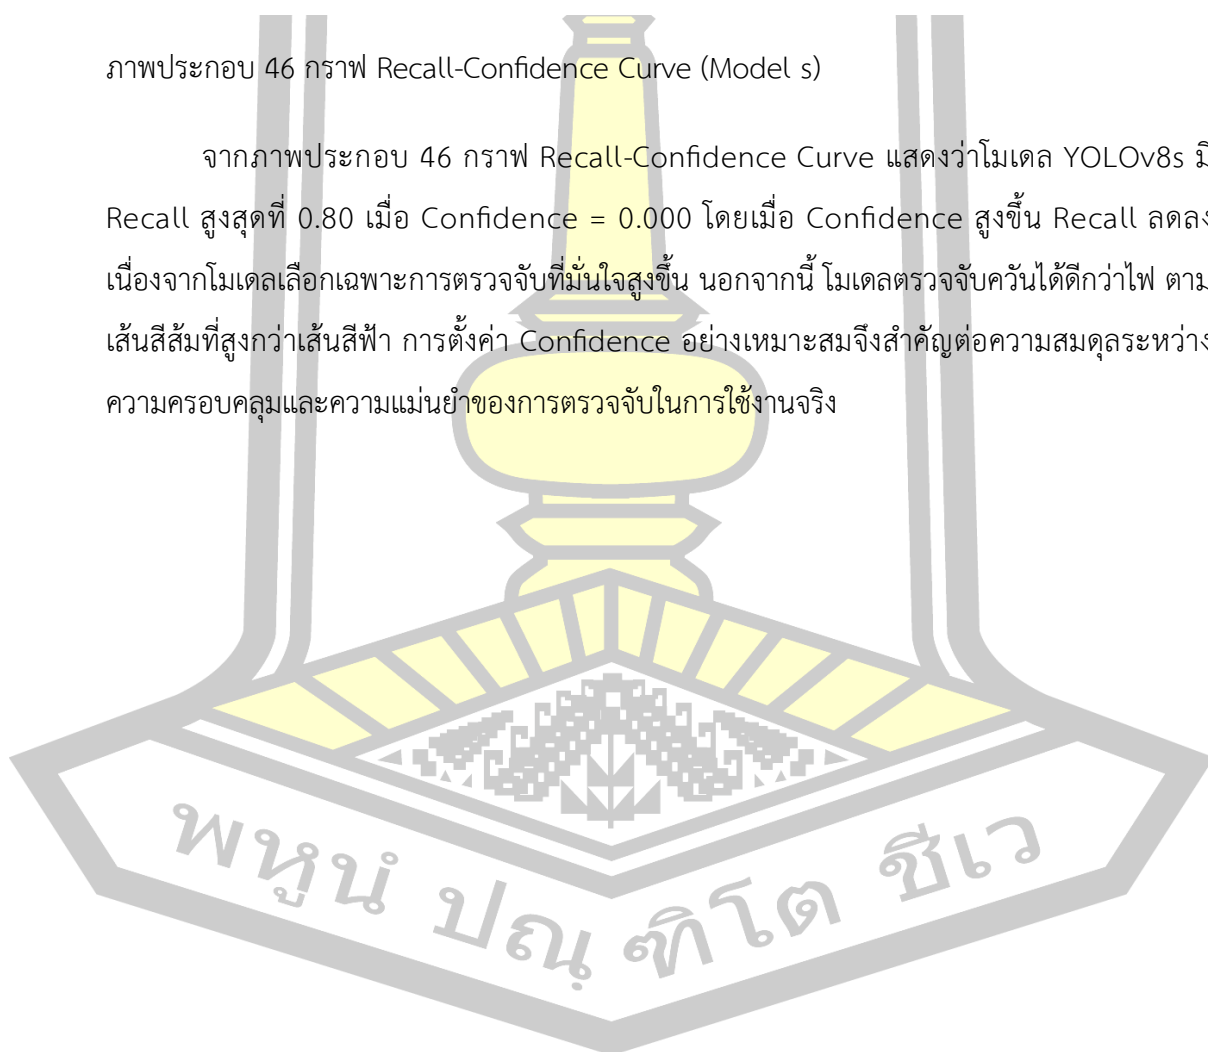 ภาพประกอบ 46 กราฟ Recall-Confidence Curve (Model s)
จากภาพประกอบ 46 กราฟ Recall-Confidence Curve แสดงว่าโมเดล YOLOv8s มี
Recall สูงสุดที่ 0.80 เมื่อ Confidence = 0.000 โดยเมื่อ Confidence สูงขึ้น Recall ลดลง
เนื่องจากโมเดลเลือกเฉพาะการตรวจจับที่มั่นใจสูงขึ้น นอกจากนี้ โมเดลตรวจจับควันได้ดีกว่าไฟ ตาม
เส้นสีส้มที่สูงกว่าเส้นสีฟ้า การตั้งค่า Confidence อย่างเหมาะสมจึงสำคัญต่อความสมดุลระหว่าง
ความครอบคลุมและความแม่นยำของการตรวจจับในการใช้งานจริง
พหูนํ ปณฺฑิโต ชีเว